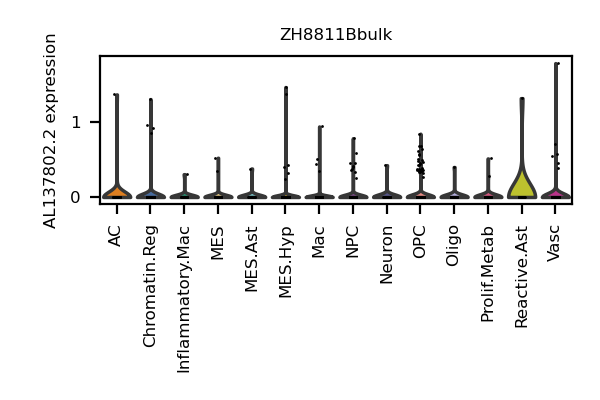 ZH8811Bbulk
AL137802.2 expression
1
0
AC
Chromatin.Reg
Inflammatory.Mac
MES
MES.Ast
MES.Hyp
Mac
NPC
Neuron
OPC
Oligo
Prolif.Metab
Reactive.Ast
Vasc